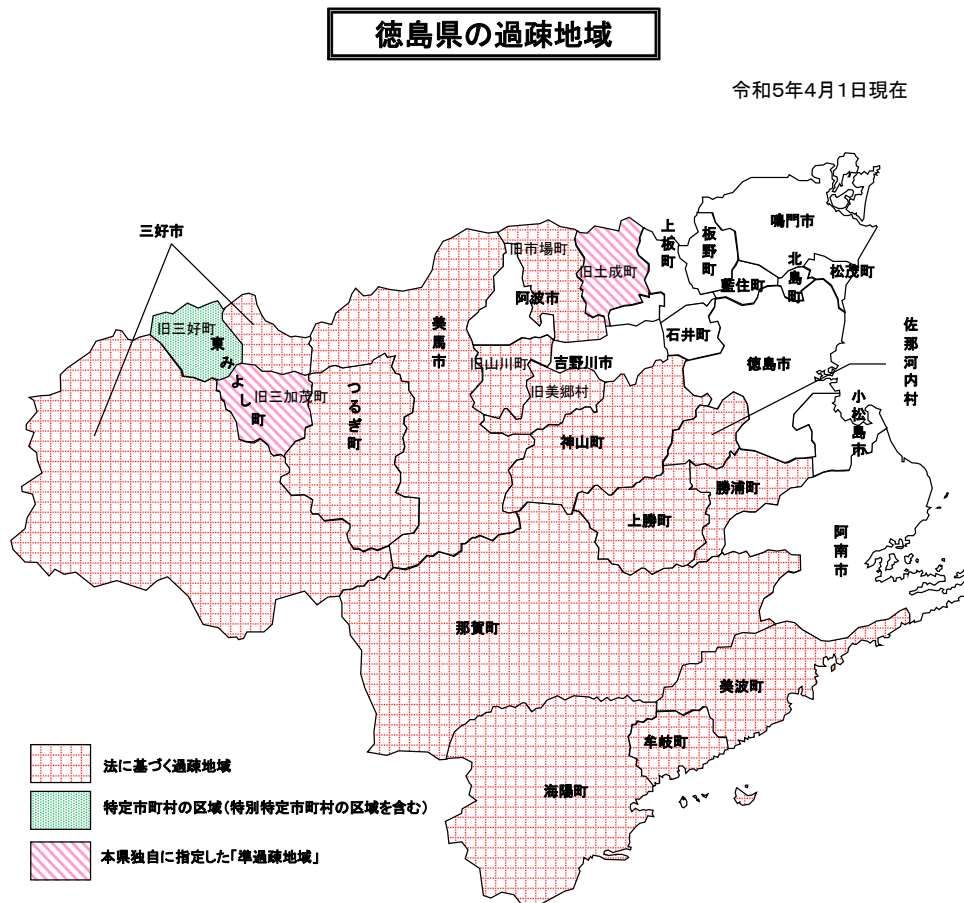 徳島県の過疎地域
令和5年4月1日現在
三好市
旧三好町
東みよし町
旧三加茂町
つるぎ町
美馬市
旧市場町
阿波市
旧土成町
上板町
板野町
鳴門市
北島町
藍住町
松茂町
石井町
吉野川市
旧山川町
旧美郷村
徳島市
佐那河内村
小松島市
神山町
勝浦町
上勝町
阿南市
那賀町
美波町
牟岐町
海陽町
法に基づく過疎地域
特定市町村の区域(特別特定市町村の区域を含む)
本県独自に指定した「準過疎地域」